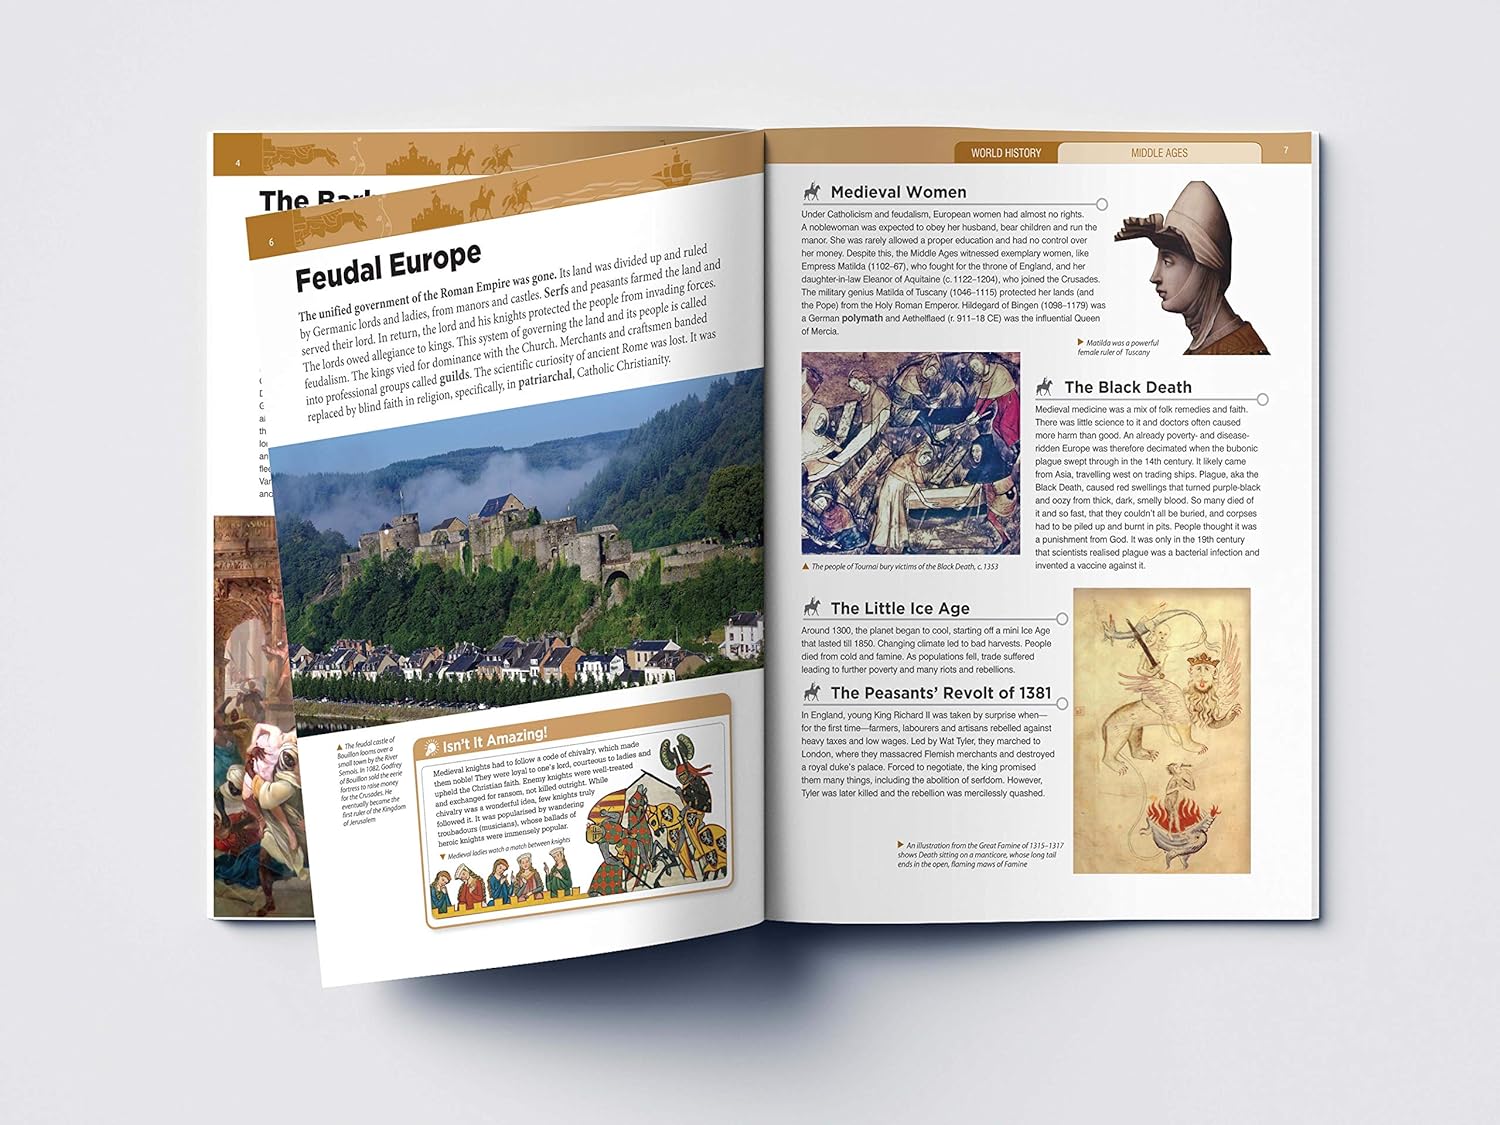 4
The Bar
6
Feudal Europe
The unified government of the Roman Empire was gone. Its land was divided up and ruled
by Germanic lords and ladies, from manors and castles. Serfs and peasants farmed the land and
served their lord. In return, the lord and his knights protected the people from invading forces.
The lords owed allegiance to kings. This system of governing the land and its people is called
feudalism. The kings vied for dominance with the Church. Merchants and craftsmen banded
into professional groups called guilds. The scientific curiosity of ancient Rome was lost. It was
replaced by blind faith in religion, specifically, in patriarchal, Catholic Christianity.
▲ The feudal castle of
Bouillon looms over a
small town by the River
Semois. In 1082, Godfrey
of Bouillon sold the eerie
fortress to raise money
for the Crusades. He
eventually became the
first ruler of the Kingdom
of Jerusalem
Isn't It Amazing!
Medieval knights had to follow a code of chivalry, which made
them noble! They were loyal to one's lord, courteous to ladies and
upheld the Christian faith. Enemy knights were well-treated
and exchanged for ransom, not killed outright. While
chivalry was a wonderful idea, few knights truly
followed it. It was popularised by wandering
troubadours (musicians), whose ballads of
heroic knights were immensely popular.
▼ Medieval ladies watch a match between knights
WORLD HISTORY
MIDDLE AGES
7
Medieval Women
Under Catholicism and feudalism, European women had almost no rights.
A noblewoman was expected to obey her husband, bear children and run the
manor. She was rarely allowed a proper education and had no control over
her money. Despite this, the Middle Ages witnessed exemplary women, like
Empress Matilda (1102–67), who fought for the throne of England, and her
daughter-in-law Eleanor of Aquitaine (c. 1122–1204), who joined the Crusades.
The military genius Matilda of Tuscany (1046–1115) protected her lands (and
the Pope) from the Holy Roman Emperor. Hildegard of Bingen (1098–1179) was
a German polymath and Aethelflaed (r. 911–18 CE) was the influential Queen
of Mercia.
▶ Matilda was a powerful
female ruler of Tuscany
▲ The people of Tournai bury victims of the Black Death, c. 1353
The Black Death
Medieval medicine was a mix of folk remedies and faith.
There was little science to it and doctors often caused
more harm than good. An already poverty- and disease-
ridden Europe was therefore decimated when the bubonic
plague swept through in the 14th century. It likely came
from Asia, travelling west on trading ships. Plague, aka the
Black Death, caused red swellings that turned purple-black
and oozy from thick, dark, smelly blood. So many died of
it and so fast, that they couldn't all be buried, and corpses
had to be piled up and burnt in pits. People thought it was
a punishment from God. It was only in the 19th century
that scientists realised plague was a bacterial infection and
invented a vaccine against it.
The Little Ice Age
Around 1300, the planet began to cool, starting off a mini Ice Age
that lasted till 1850. Changing climate led to bad harvests. People
died from cold and famine. As populations fell, trade suffered
leading to further poverty and many riots and rebellions.
The Peasants' Revolt of 1381
In England, young King Richard II was taken by surprise when—
for the first time—farmers, labourers and artisans rebelled against
heavy taxes and low wages. Led by Wat Tyler, they marched to
London, where they massacred Flemish merchants and destroyed
a royal duke's palace. Forced to negotiate, the king promised
them many things, including the abolition of serfdom. However,
Tyler was later killed and the rebellion was mercilessly quashed.
▶ An illustration from the Great Famine of 1315–1317
shows Death sitting on a manticore, whose long tail
ends in the open, flaming maws of Famine